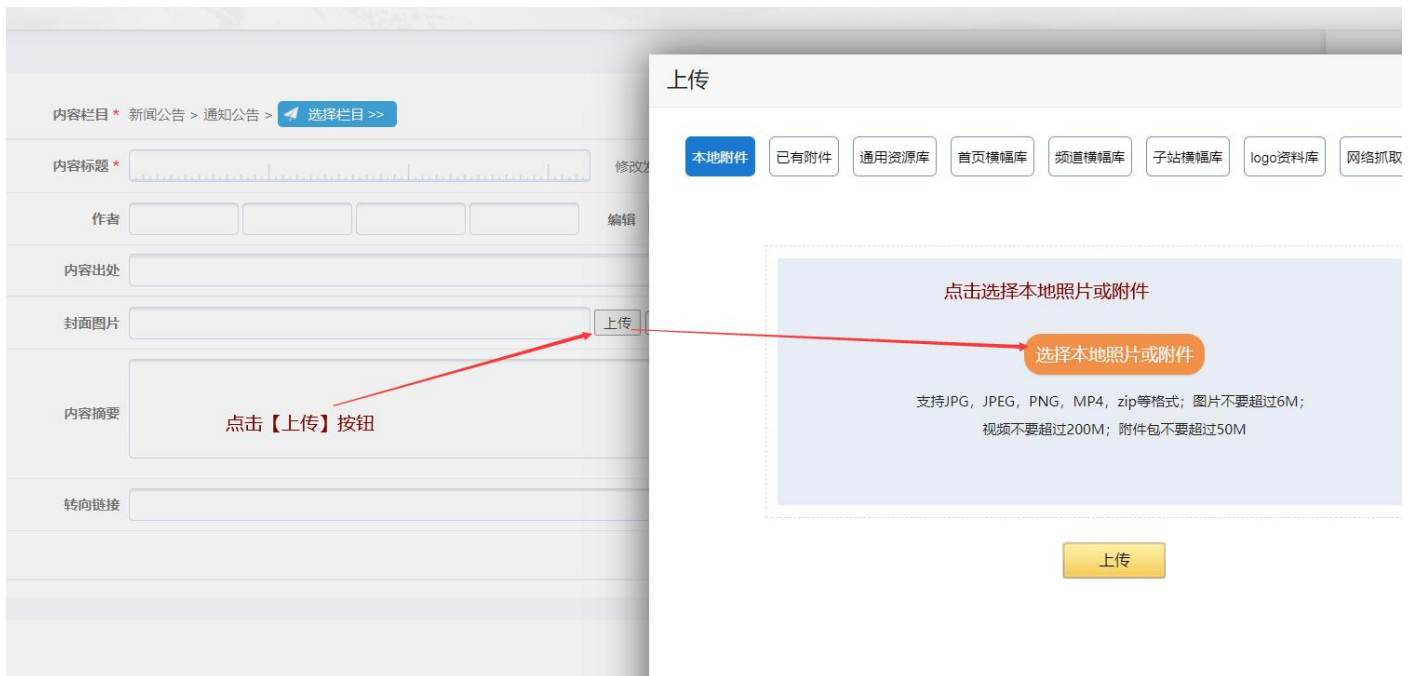 内容栏目 * 新闻公告 > 通知公告 > 选择栏目 >>
内容标题 *
修改发
作者
编辑
内容出处
封面图片
上传
内容摘要
点击【上传】按钮
转向链接
上传
本地附件 已有附件 通用资源库 首页横幅库 频道横幅库 子站横幅库 logo资料库 网络抓取
点击选择本地照片或附件
选择本地照片或附件
支持JPG，JPEG，PNG，MP4，zip等格式；图片不要超过6M；
视频不要超过200M；附件包不要超过50M
上传